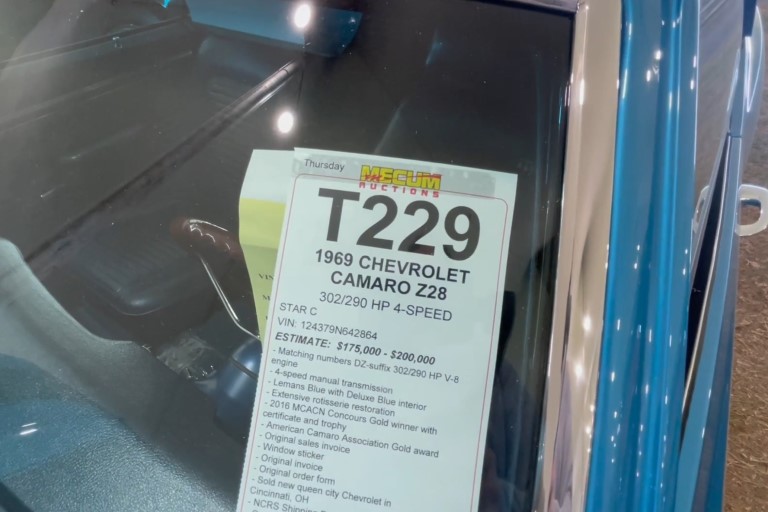 Thursday
MECUM
AUCTIONS
T229
1969 CHEVROLET
CAMARO Z28
302/290 HP 4-SPEED
STAR C
VIN: 124379N642864
ESTIMATE: $175,000 - $200,000
- Matching numbers DZ-suffix 302/290 HP V-8
engine
- 4-speed manual transmission
- Lemans Blue with Deluxe Blue interior
- Extensive rotisserie restoration
- 2016 MCACN Concours Gold winner with
certificate and trophy
- American Camaro Association Gold award
- Original sales invoice
- Window sticker
- Original invoice
- Original order form
- Sold new queen city Chevrolet in
Cincinnati, OH
- NCRS Shipping